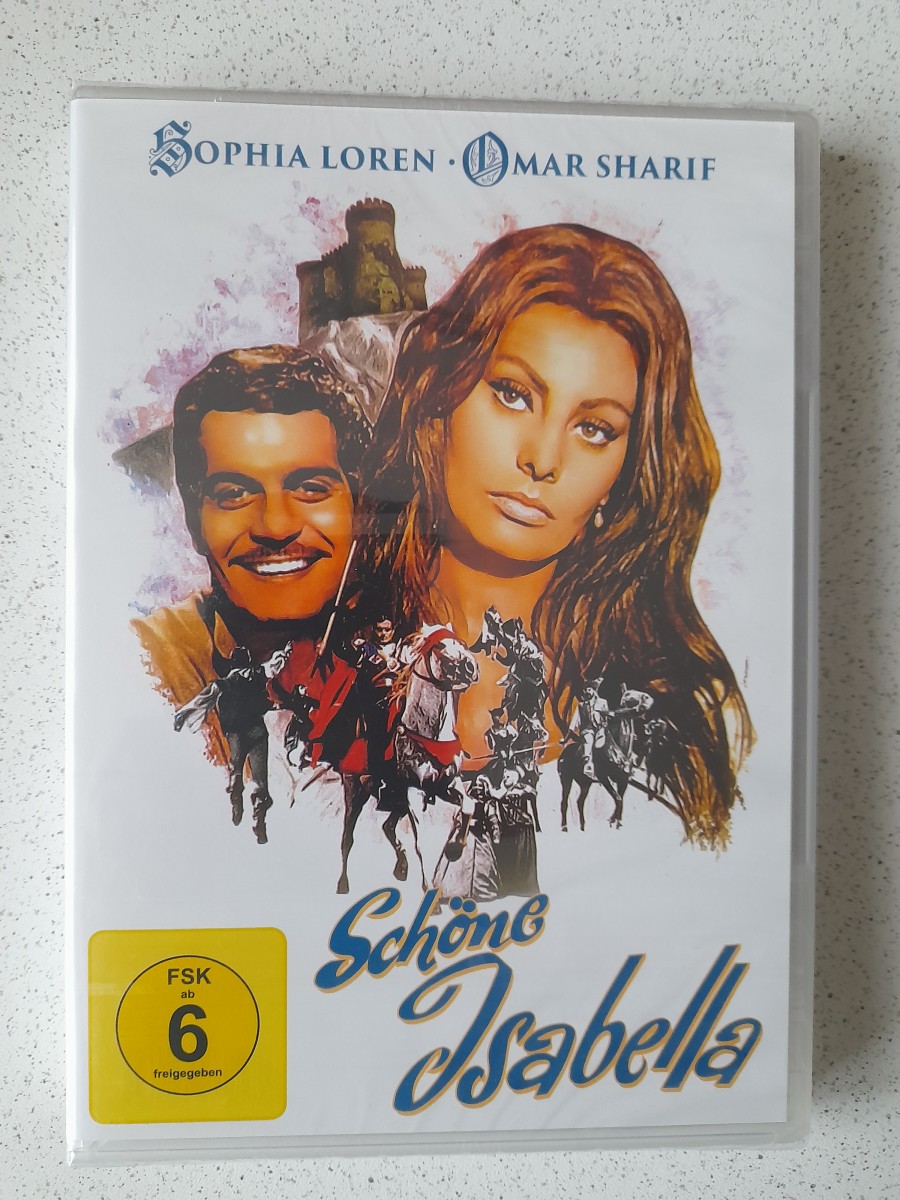 SOPHIA LOREN · OMAR SHARIF
Schöne
Isabella
FSK
ab
6
freigegeben